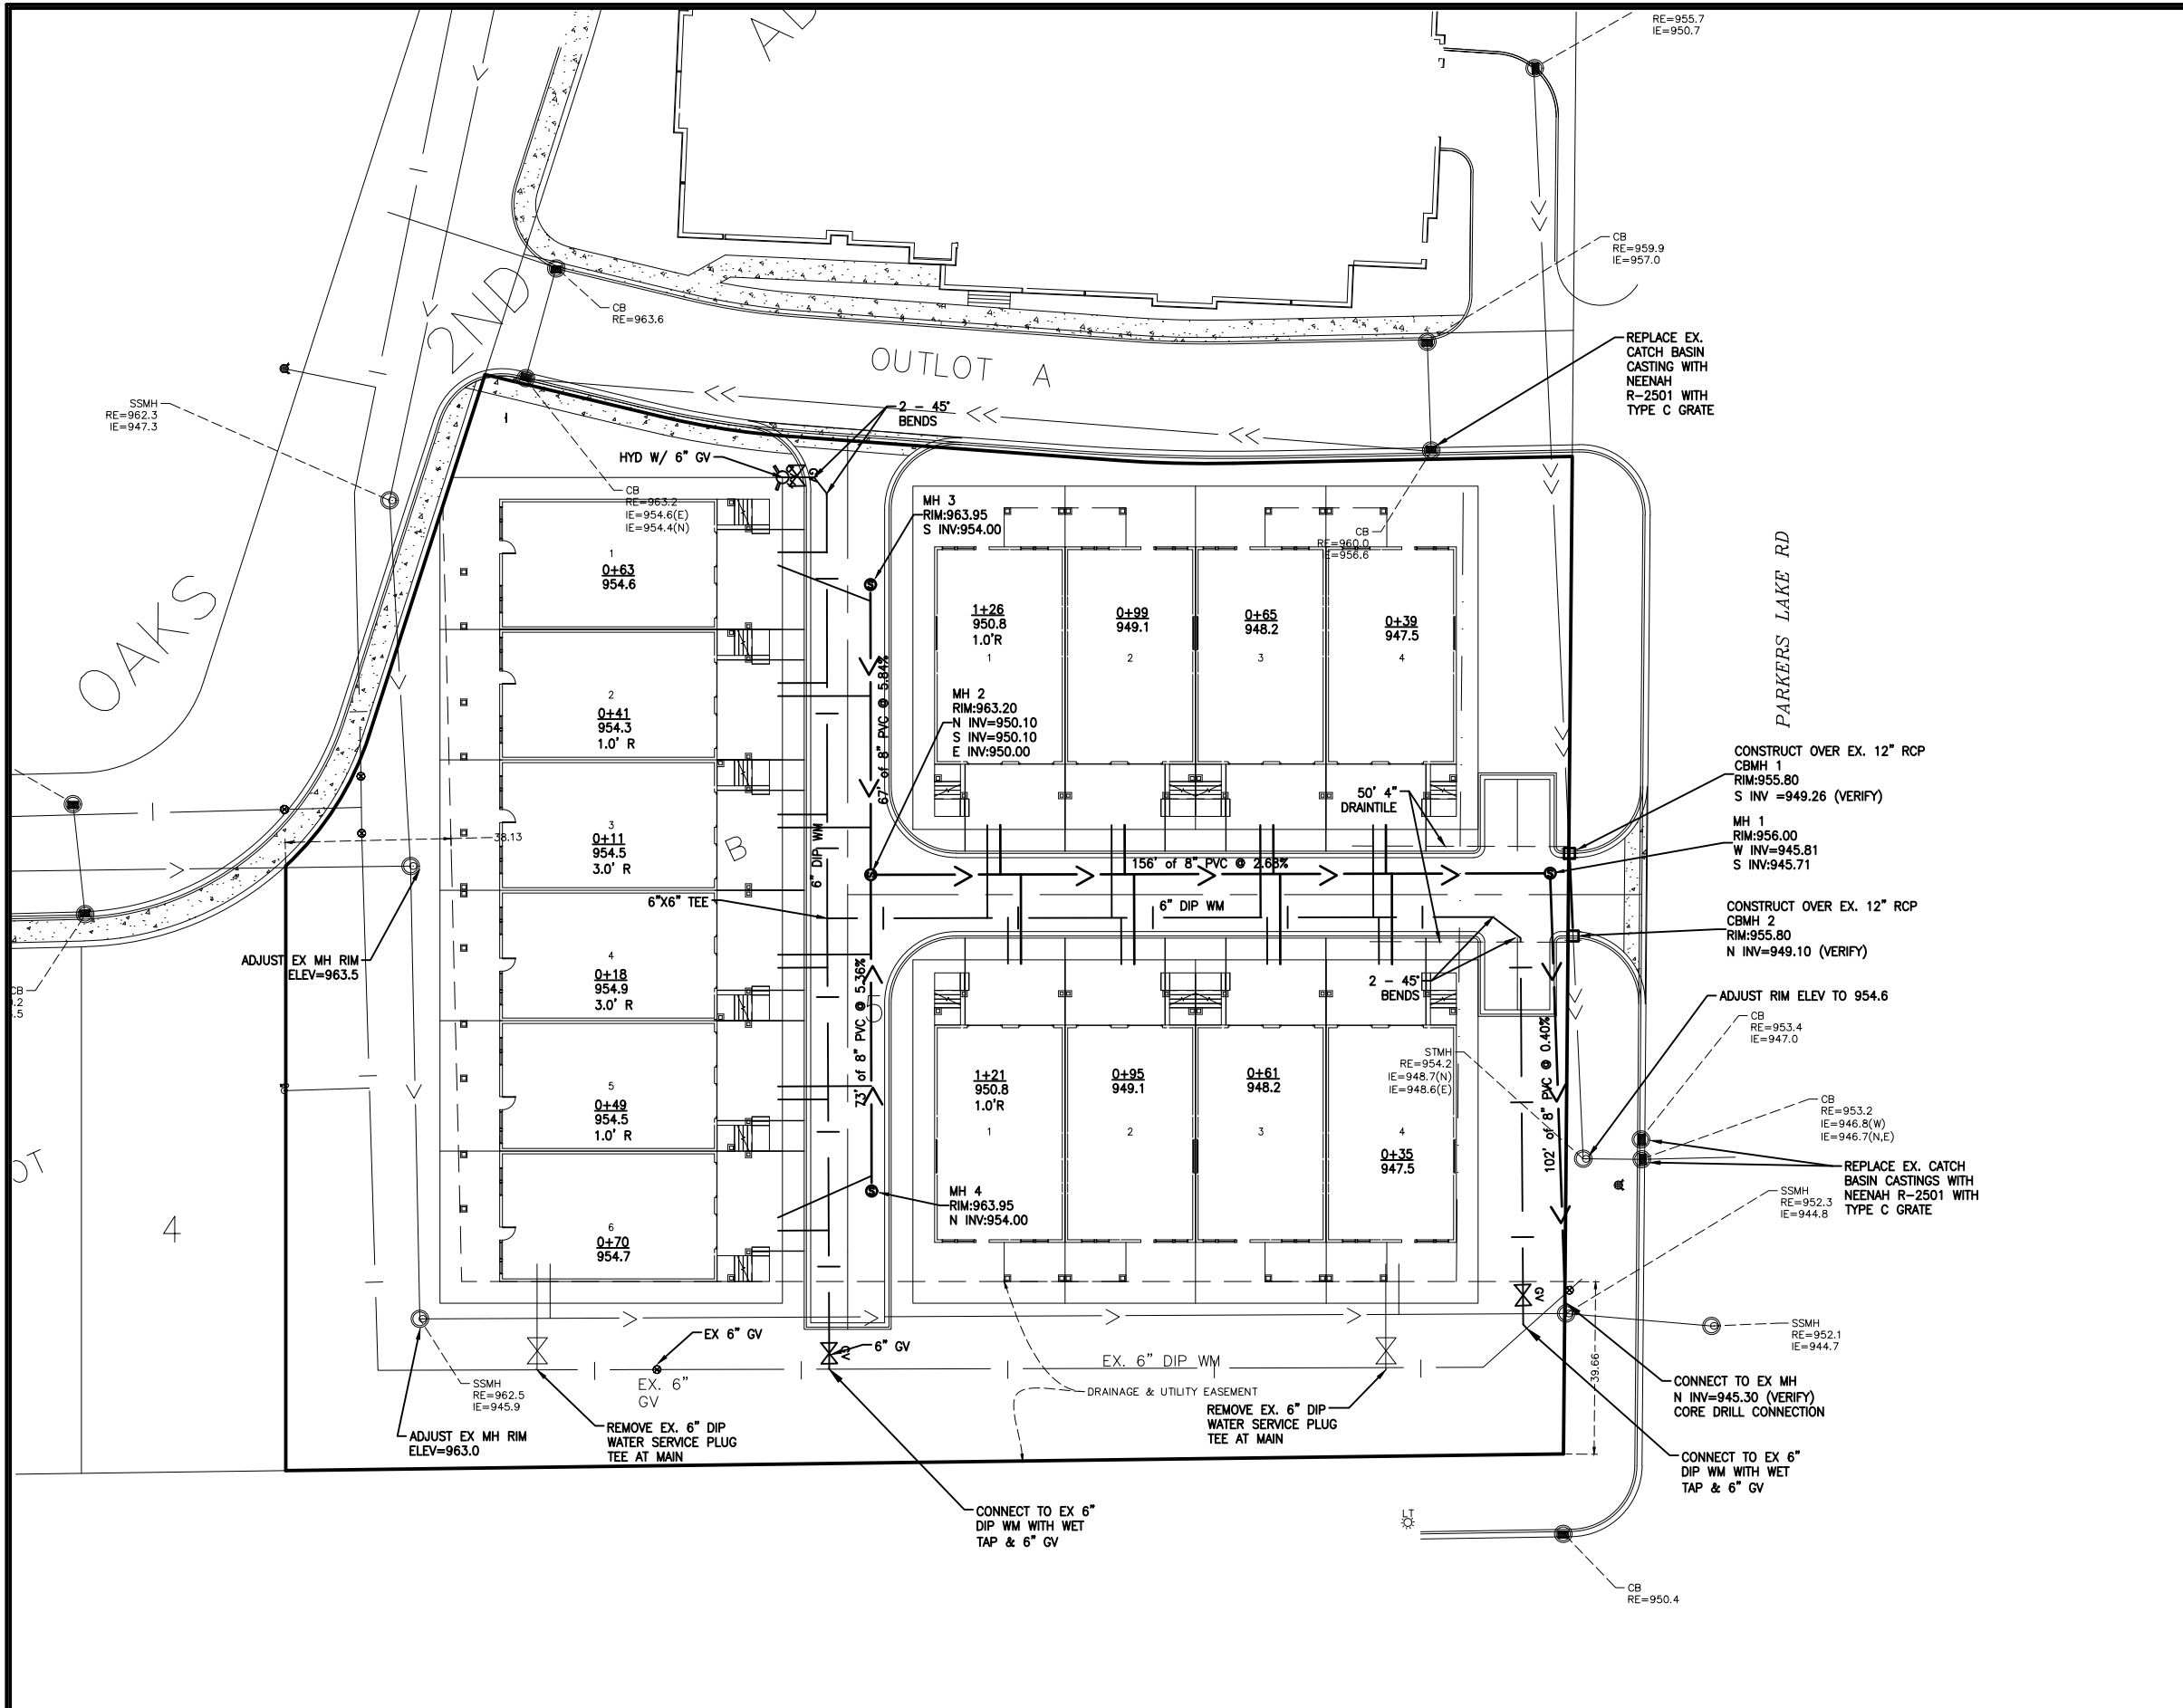 RE=955.7
IE=950.7
2ND
OAKS
OUTLOT A
CB
RE=963.6
CB
RE=959.9
IE=957.0
REPLACE EX.
CATCH BASIN
CASTING WITH
NEENAH
R-2501 WITH
TYPE C GRATE
SSMH
RE=962.3
IE=947.3
2 - 45°
BENDS
HYD W/ 6" GV
GV
CB
RE=963.2
IE=954.6(E)
IE=954.4(N)
MH 3
RIM:963.95
S INV:954.00
CB
RE=960.0
IE=956.6
PARKERS LAKE RD
1
0+63
954.6
2
0+41
954.3
1.0' R
3
0+11
954.5
3.0' R
4
0+18
954.9
3.0' R
5
0+49
954.5
1.0' R
6
0+70
954.7
1+26
950.8
1.0'R
1
0+99
949.1
2
0+65
948.2
3
0+39
947.5
4
67' of 8" PVC @ 5.84%
MH 2
RIM:963.20
N INV=950.10
S INV=950.10
E INV:950.00
B
6" DIP WM
50' 4"
DRAINTILE
CONSTRUCT OVER EX. 12" RCP
CBMH 1
RIM:955.80
S INV =949.26 (VERIFY)
MH 1
RIM:956.00
W INV=945.81
S INV:945.71
CONSTRUCT OVER EX. 12" RCP
CBMH 2
RIM:955.80
N INV=949.10 (VERIFY)
38.13
156' of 8" PVC @ 2.63%
6"X6" TEE
6" DIP WM
ADJUST EX MH RIM
ELEV=963.5
CB
2 - 45°
BENDS
5
73' of 8" PVC @ 5.36%
ADJUST RIM ELEV TO 954.6
CB
RE=953.4
IE=947.0
STMH
RE=954.2
IE=948.7(N)
IE=948.6(E)
102' of 8" PVC @ 0.40%
CB
RE=953.2
IE=946.8(W)
IE=946.7(N,E)
REPLACE EX. CATCH
BASIN CASTINGS WITH
NEENAH R-2501 WITH
TYPE C GRATE
1+21
950.8
1.0'R
1
0+95
949.1
2
0+61
948.2
3
4
0+35
947.5
MH 4
RIM:963.95
N INV:954.00
SSMH
RE=952.3
IE=944.8
4
GV
EX 6" GV
6" GV
GV
SSMH
RE=952.1
IE=944.7
EX. 6" DIP WM
39.66
SSMH
RE=962.5
IE=945.9
EX. 6"
GV
DRAINAGE & UTILITY EASEMENT
CONNECT TO EX MH
N INV=945.30 (VERIFY)
CORE DRILL CONNECTION
ADJUST EX MH RIM
ELEV=963.0
REMOVE EX. 6" DIP
WATER SERVICE PLUG
TEE AT MAIN
REMOVE EX. 6" DIP
WATER SERVICE PLUG
TEE AT MAIN
CONNECT TO EX 6"
DIP WM WITH WET
TAP & 6" GV
CONNECT TO EX 6"
DIP WM WITH WET
TAP & 6" GV
LT
CB
RE=950.4